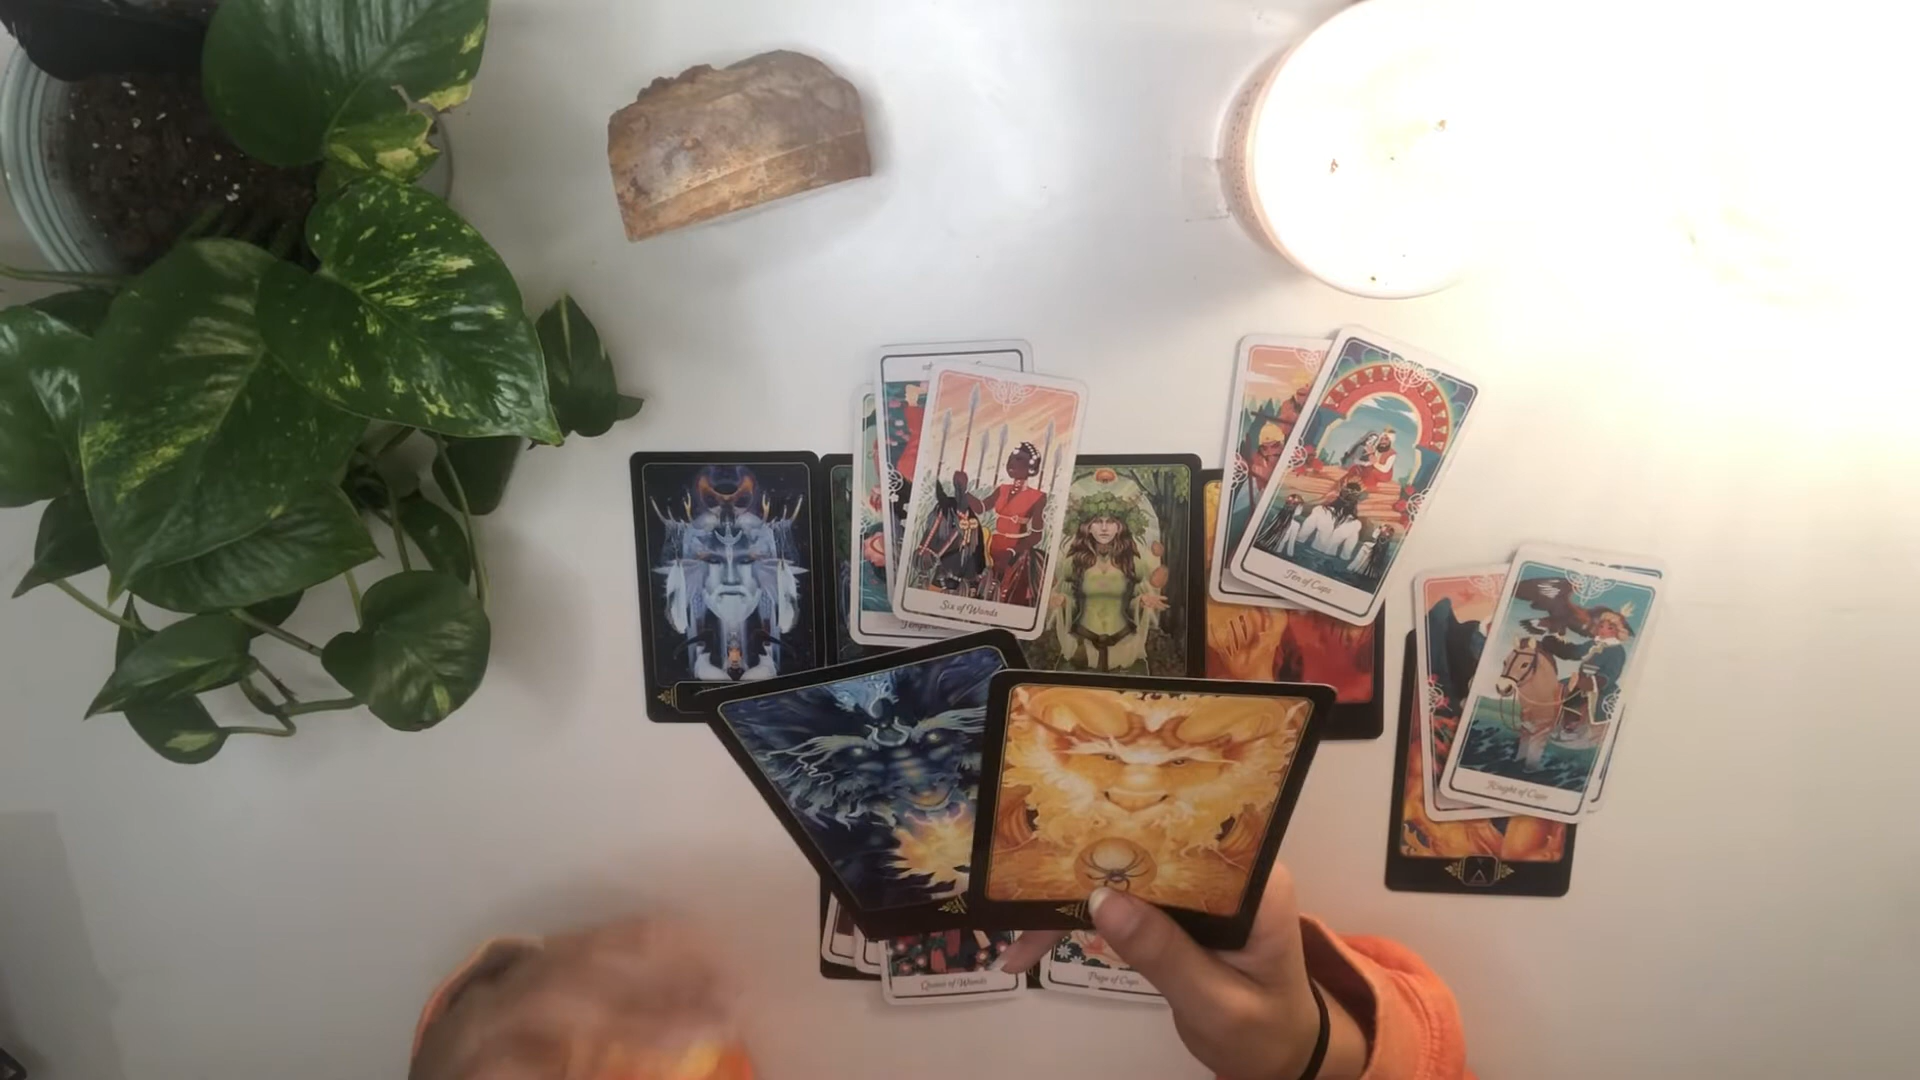 Six of Wands
Ten of Cups
Knight of Cups
Queen of Wands
Page of Cups